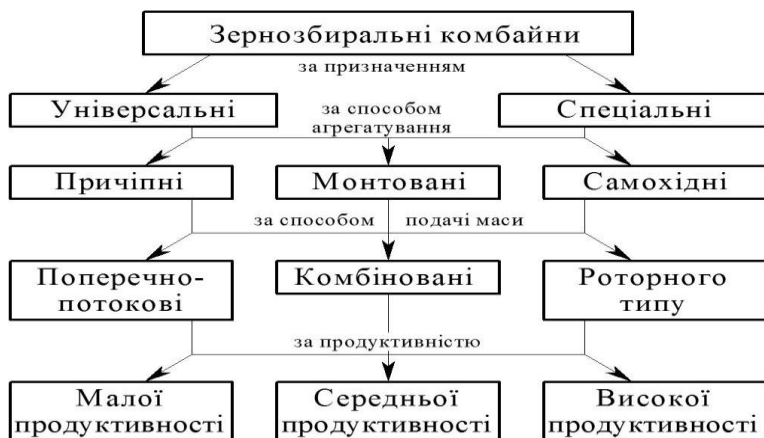 Зернозбиральні комбайни
за призначенням
Універсальні
Спеціальні
за способом
агрегатування
Причіпні
Монтовані
Самохідні
за способом подачі маси
Поперечно-
потокові
Комбіновані
Роторного
типу
за продуктивністю
Малої
продуктивності
Середньої
продуктивності
Високої
продуктивності